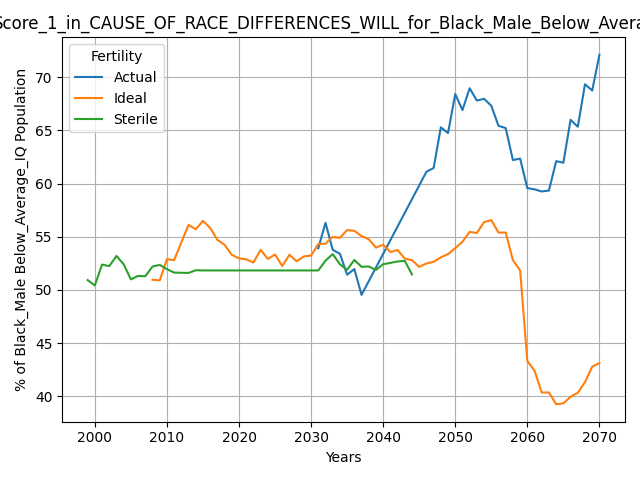 Score_1_in_CAUSE_OF_RACE_DIFFERENCES_WILL_for_Black_Male_Below_Avera
Fertility
Actual
Ideal
Sterile
% of Black_Male Below_Average_IQ Population
70
65
60
55
50
45
40
2000 2010 2020 2030 2040 2050 2060 2070
Years